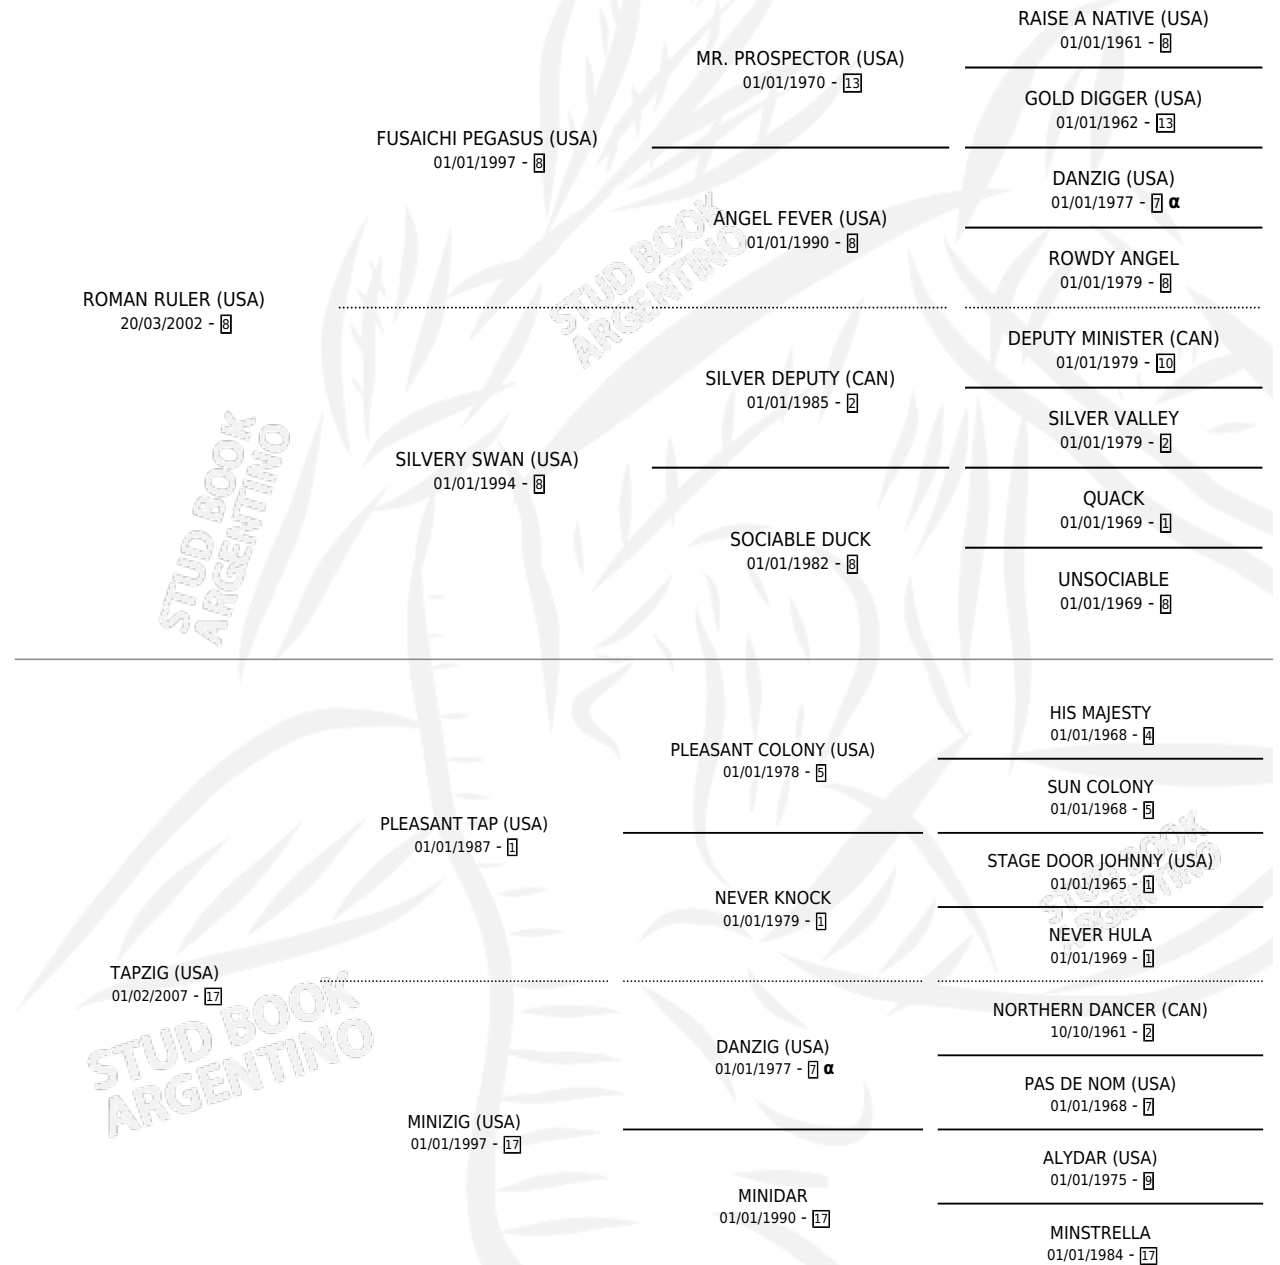 RAISE A NATIVE (USA)
01/01/1961 - 8
MR. PROSPECTOR (USA)
01/01/1970 - 13
GOLD DIGGER (USA)
01/01/1962 - 13
FUSAICHI PEGASUS (USA)
01/01/1997 - 8
DANZIG (USA)
01/01/1977 - 7 α
ANGEL FEVER (USA)
01/01/1990 - 8
ROWDY ANGEL
01/01/1979 - 8
ROMAN RULER (USA)
20/03/2002 - 8
DEPUTY MINISTER (CAN)
01/01/1979 - 10
SILVER DEPUTY (CAN)
01/01/1985 - 2
SILVER VALLEY
01/01/1979 - 2
SILVERY SWAN (USA)
01/01/1994 - 8
QUACK
01/01/1969 - 1
SOCIABLE DUCK
01/01/1982 - 8
UNSOCIABLE
01/01/1969 - 8
HIS MAJESTY
01/01/1968 - 4
PLEASANT COLONY (USA)
01/01/1978 - 5
SUN COLONY
01/01/1968 - 5
PLEASANT TAP (USA)
01/01/1987 - 1
STAGE DOOR JOHNNY (USA)
01/01/1965 - 1
NEVER KNOCK
01/01/1979 - 1
NEVER HULA
01/01/1969 - 1
TAPZIG (USA)
01/02/2007 - 17
NORTHERN DANCER (CAN)
10/10/1961 - 2
DANZIG (USA)
01/01/1977 - 7 α
PAS DE NOM (USA)
01/01/1968 - 7
MINIZIG (USA)
01/01/1997 - 17
ALYDAR (USA)
01/01/1975 - 9
MINIDAR
01/01/1990 - 17
MINSTRELLA
01/01/1984 - 17
STUD BOOK
ARGENTINO
STUD BOOK
ARGENTINO
STUD BOOK
ARGENTINO
STUD BOOK
ARGENTINO